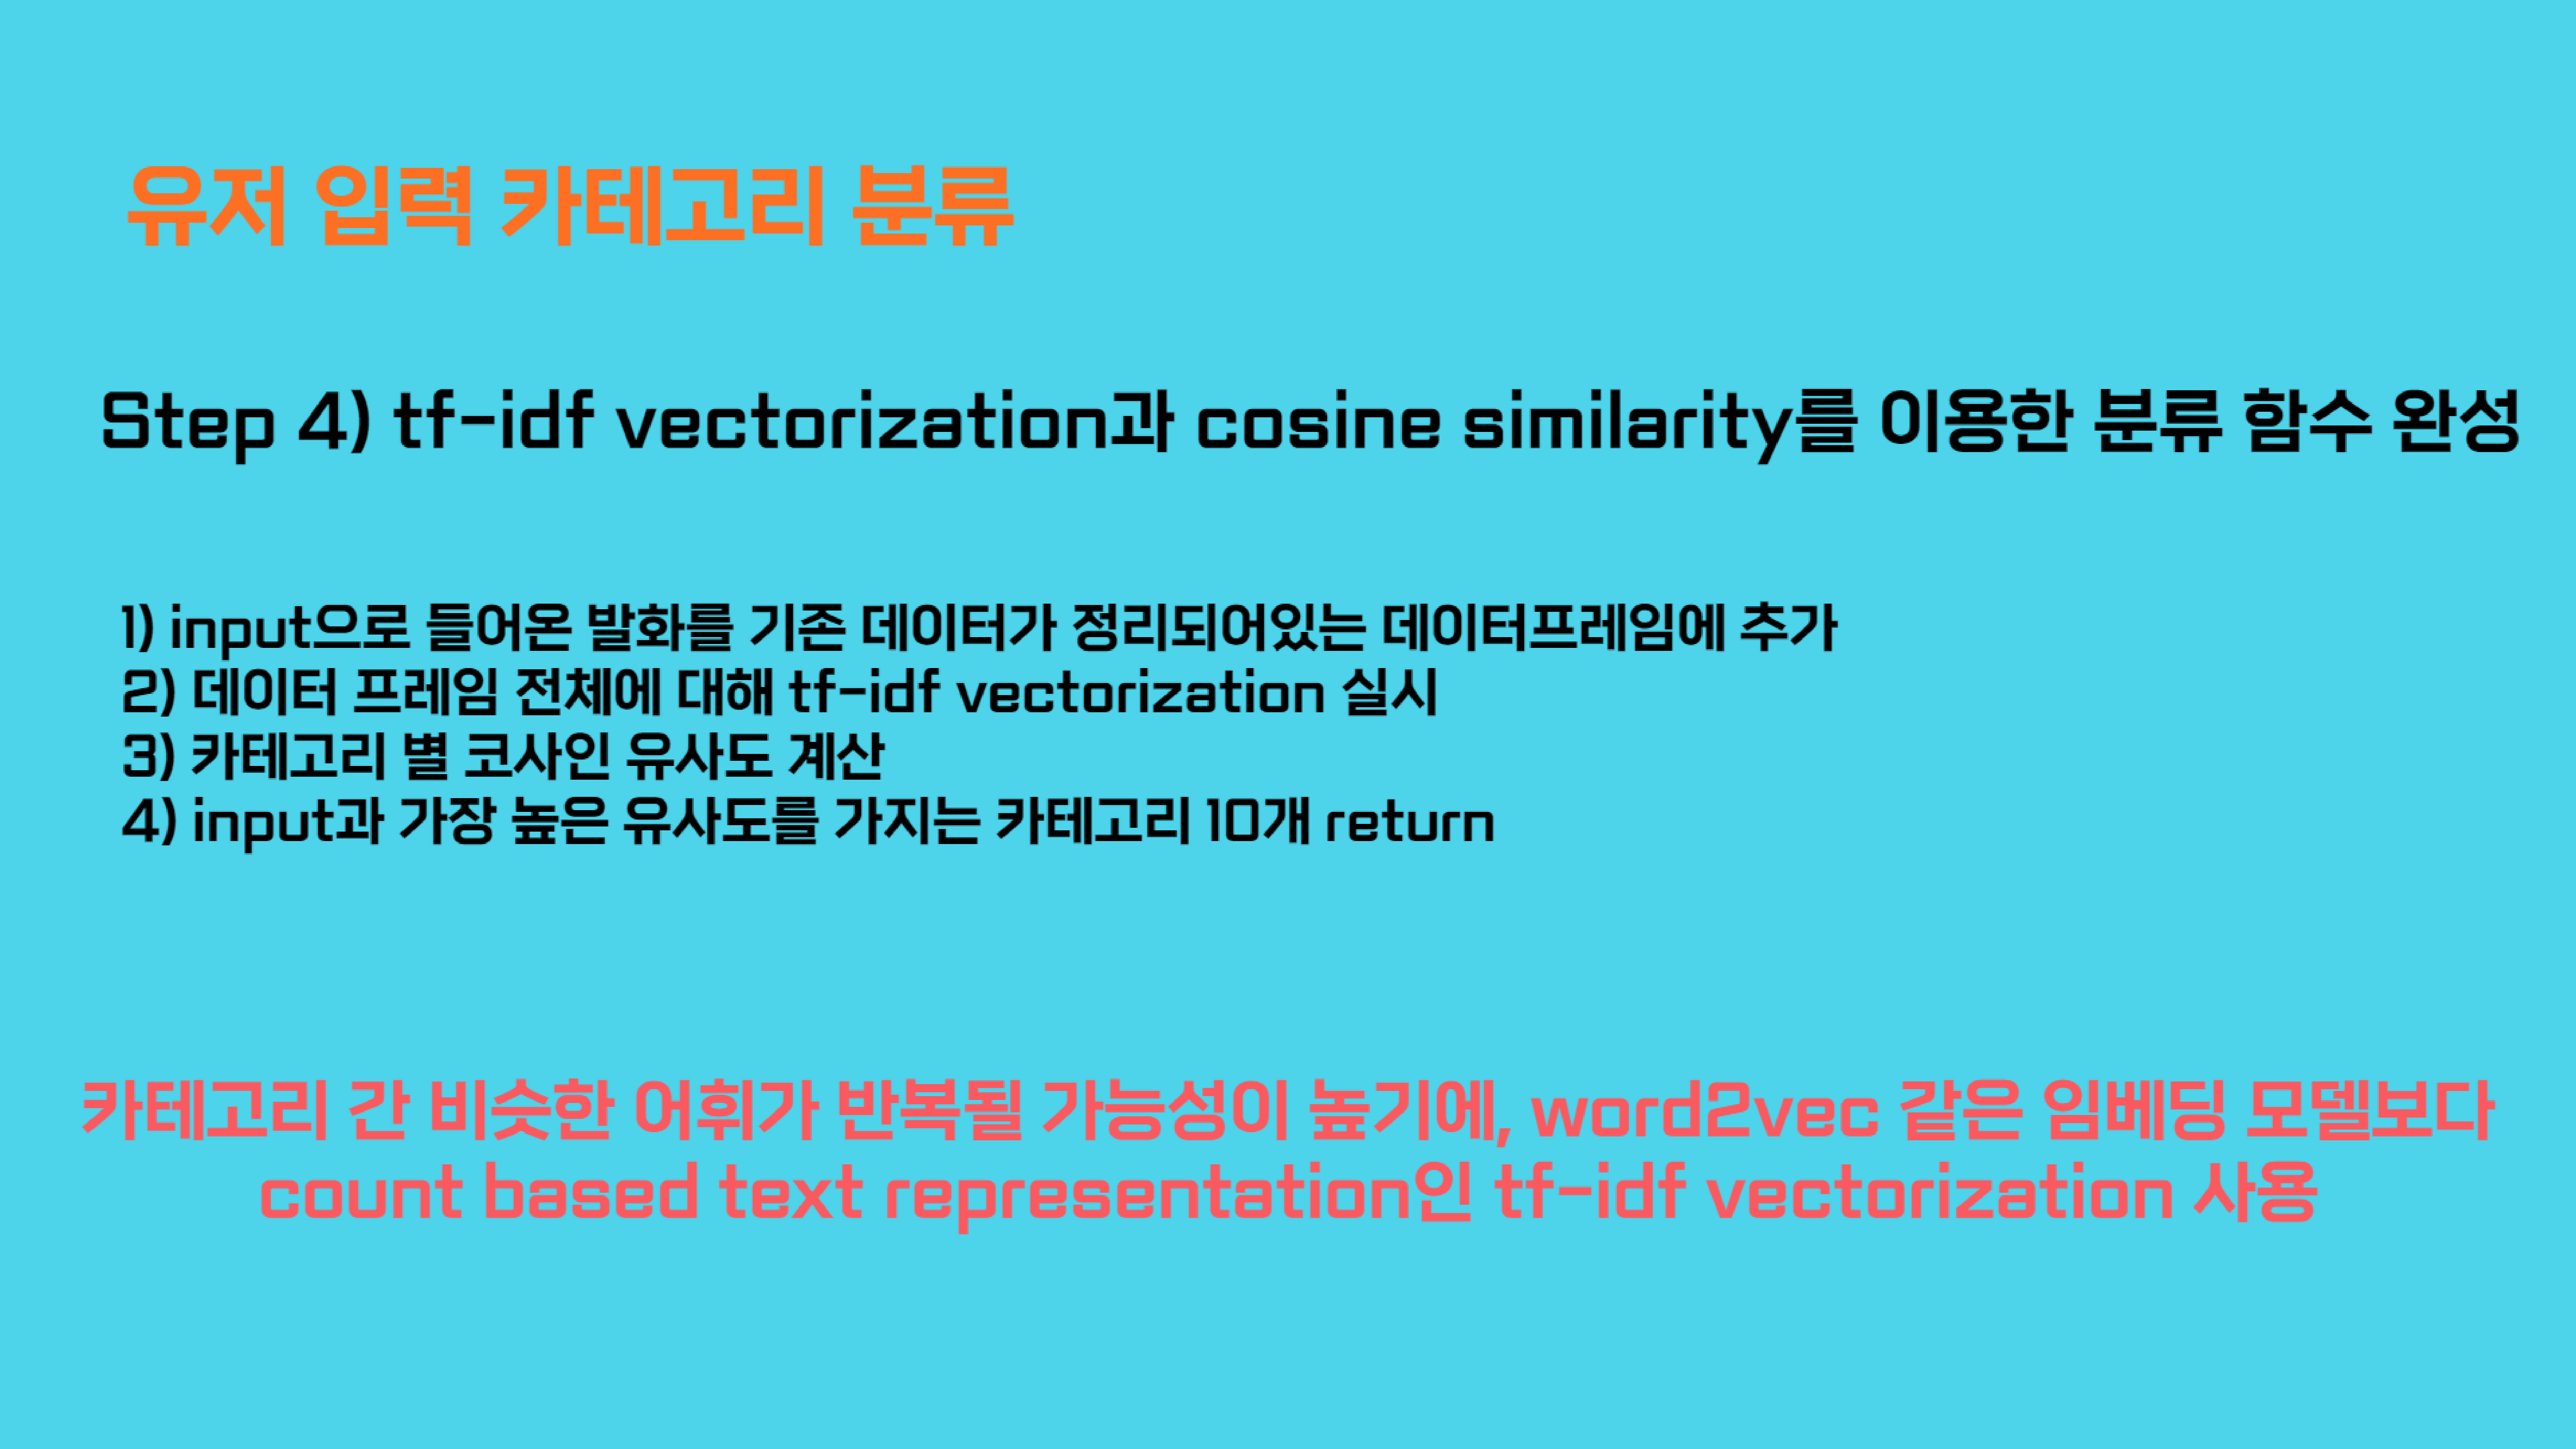 유저 입력 카테고리 분류
Step 4) tf-idf vectorization과 cosine similarity를 이용한 분류 함수 완성
1) input으로 들어온 발화를 기존 데이터가 정리되어있는 데이터프레임에 추가
2) 데이터 프레임 전체에 대해 tf-idf vectorization 실시
3) 카테고리 별 코사인 유사도 계산
4) input과 가장 높은 유사도를 가지는 카테고리 10개 return
카테고리 간 비슷한 어휘가 반복될 가능성이 높기에, word2vec 같은 임베딩 모델보다
count based text representation인 tf-idf vectorization 사용